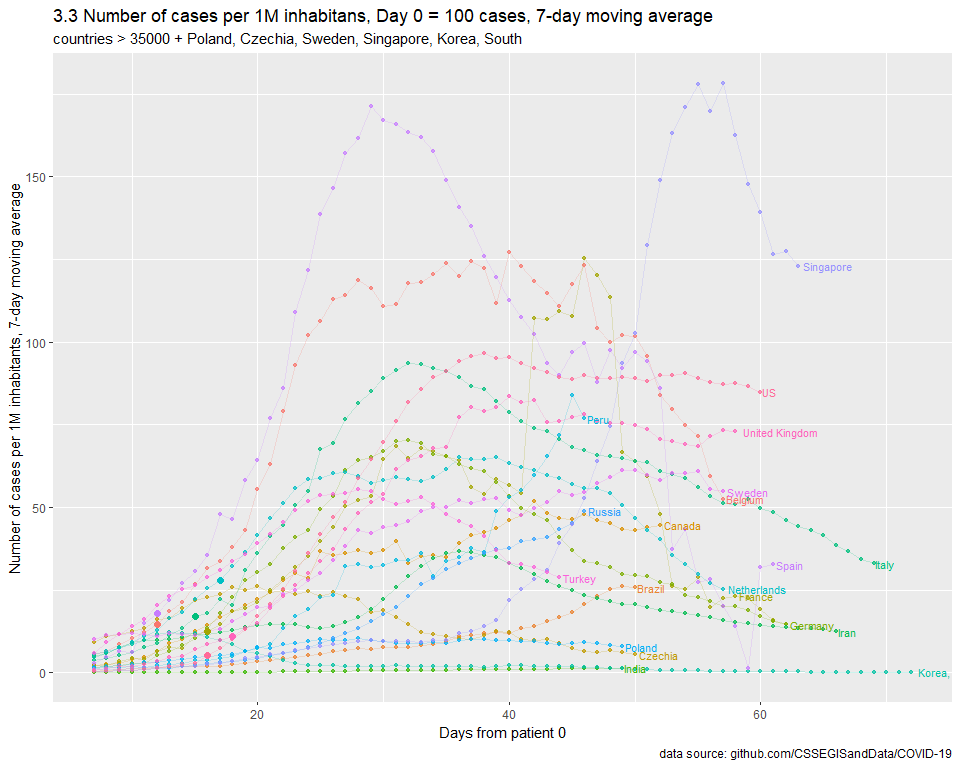 3.3 Number of cases per 1M inhabitans, Day 0 = 100 cases, 7-day moving average
countries > 35000 + Poland, Czechia, Sweden, Singapore, Korea, South
Number of cases per 1M inhabitants, 7-day moving average
150
100
50
0
Singapore
US
Peru
United Kingdom
Sweden
Belgium
Russia
Canada
Italy
Spain
Turkey
Brazil
Netherlands
France
Germany
Iran
Poland
Czechia
India
Korea,
20
40
60
Days from patient 0
data source: github.com/CSSEGISandData/COVID-19